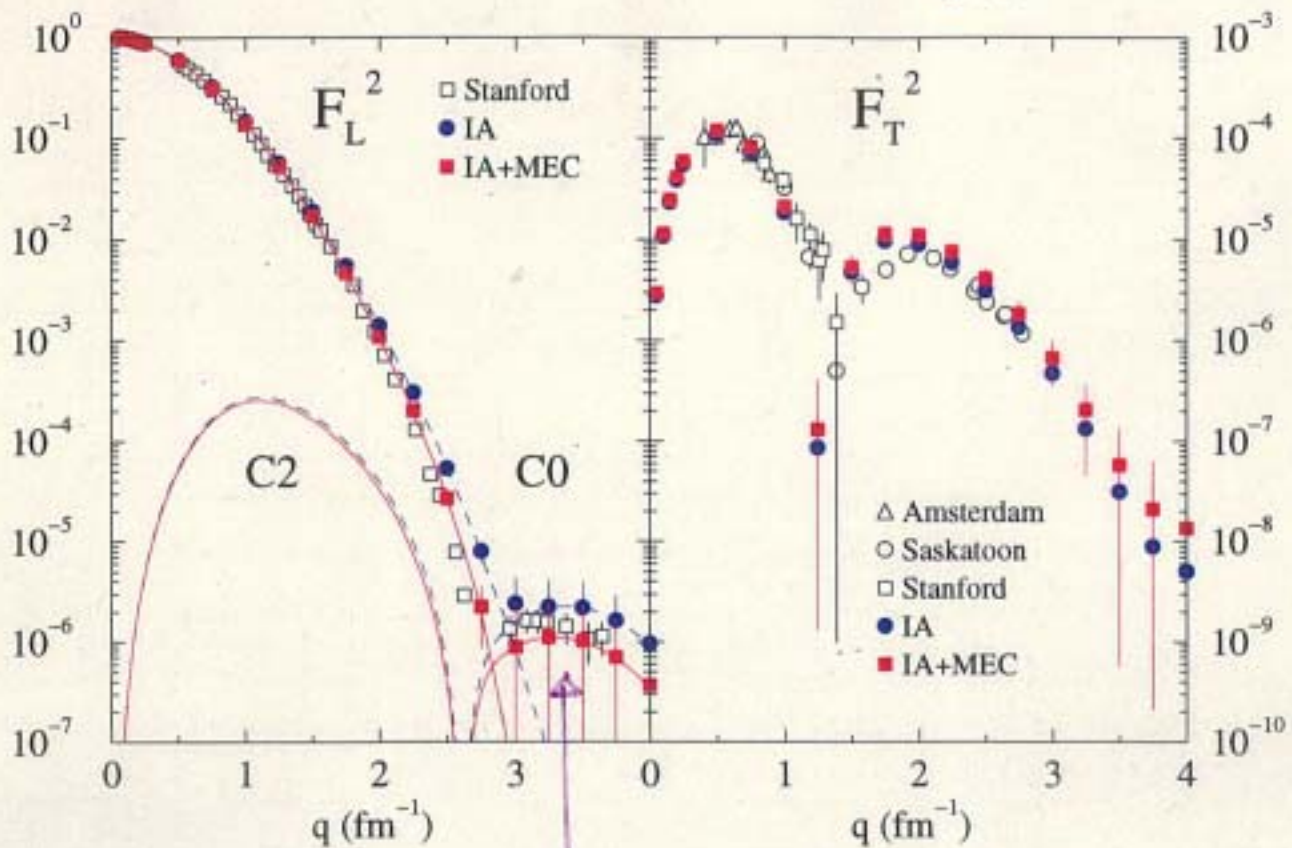 F_L^2
□ Stanford
● IA
■ IA+MEC
C2
C0
10^0
10^−1
10^−2
10^−3
10^−4
10^−5
10^−6
10^−7
0 1 2 3
q (fm^−1)
F_T^2
△ Amsterdam
○ Saskatoon
□ Stanford
● IA
■ IA+MEC
10^−3
10^−4
10^−5
10^−6
10^−7
10^−8
10^−9
10^−10
0 1 2 3 4
q (fm^−1)